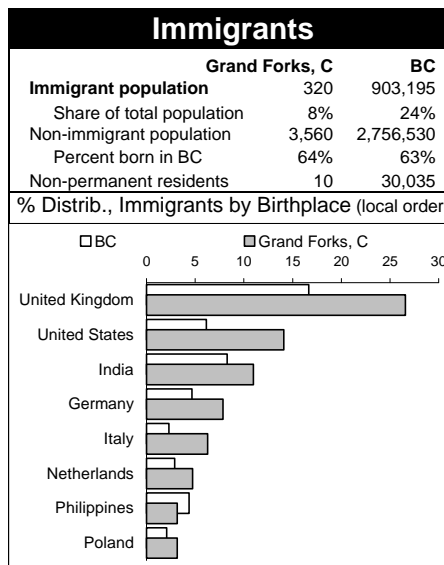 Immigrants
Grand Forks, C BC
Immigrant population 320 903,195
Share of total population 8% 24%
Non-immigrant population 3,560 2,756,530
Percent born in BC 64% 63%
Non-permanent residents 10 30,035
% Distrib., Immigrants by Birthplace (local order
BC Grand Forks, C
0 5 10 15 20 25 30
United Kingdom
United States
India
Germany
Italy
Netherlands
Philippines
Poland